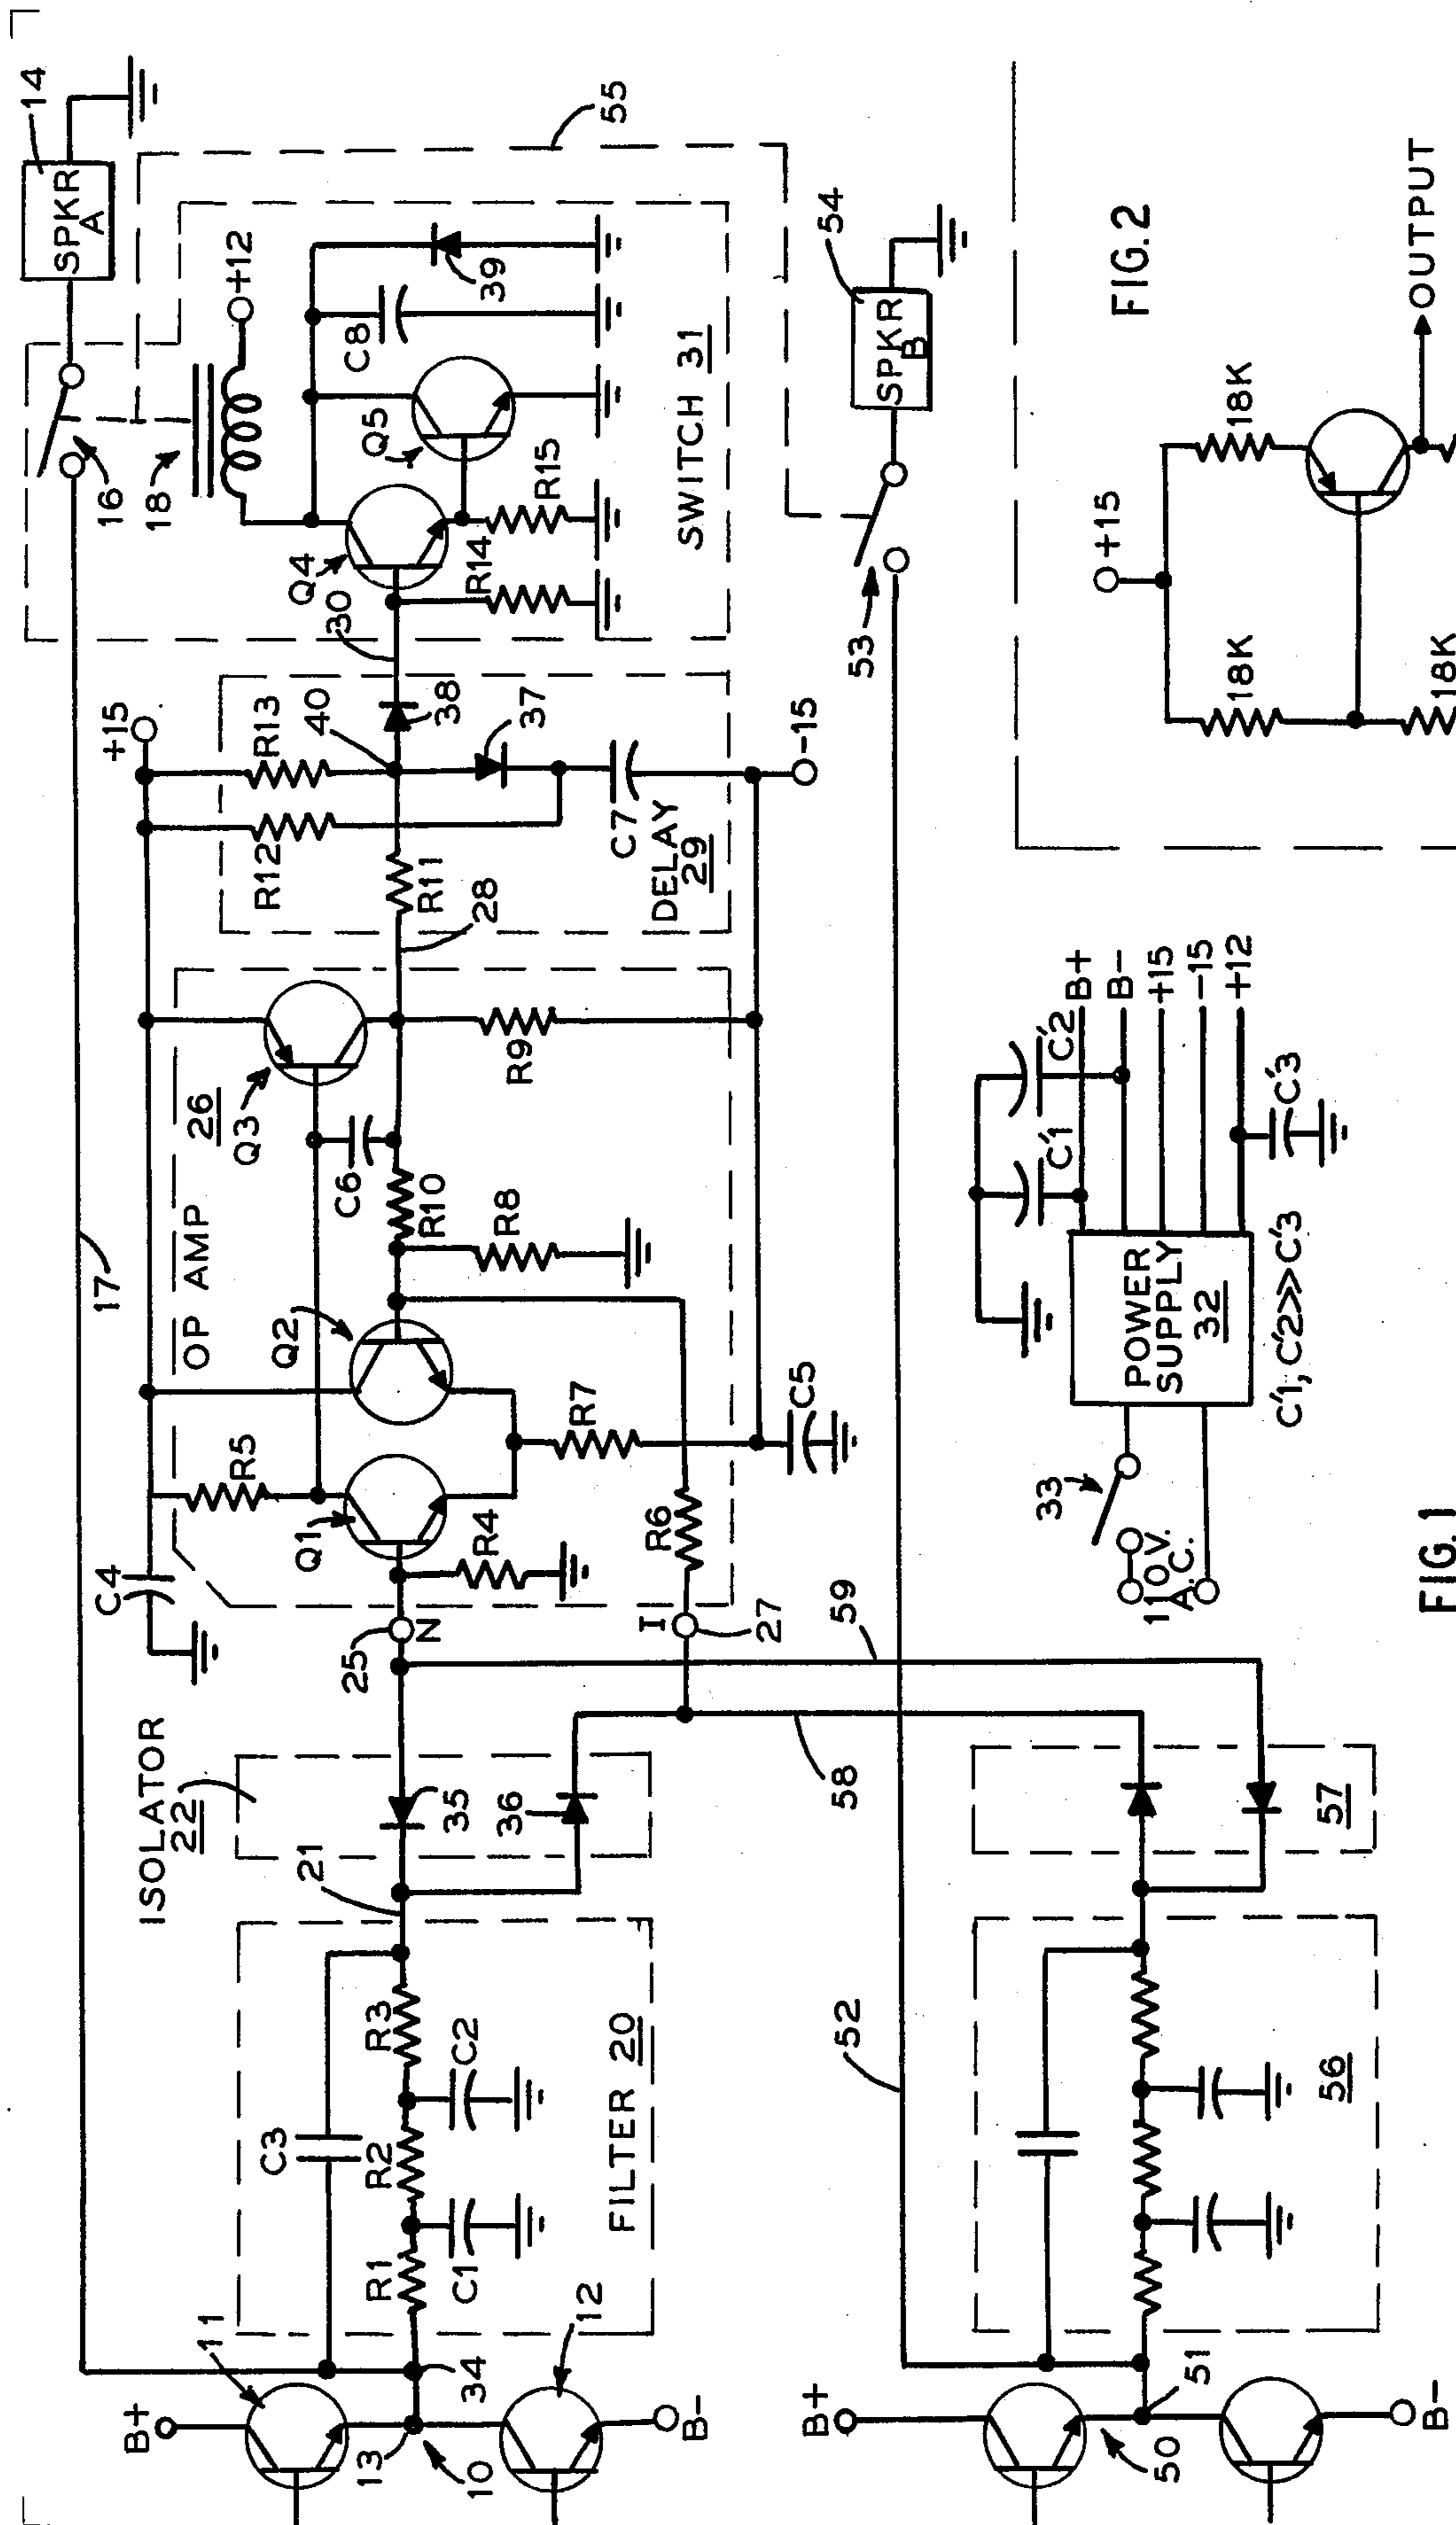 14
SPKR
A
+12
55
16
18
17
Q4
Q5
C8
39
R14
R15
30
SWITCH 31
+15
R13
R12
40
38
37
R11
28
C7
DELAY
29
-15
OP AMP
26
Q3
C6
R9
R10
R8
Q2
Q1
R5
R7
R4
R6
C4
C5
25
N
I
27
59
58
ISOLATOR
22
35
36
21
C3
R1
R2
R3
C1
C2
FILTER 20
B+
11
13
34
10
12
B-
53
54
SPKR
B
52
57
56
B+
50
51
B-
33
110V.
A.C.
POWER
SUPPLY
32
C'1
C'2
C'3
B+
B-
+15
-15
+12
C'1, C'2>>C'3
FIG. 1
FIG. 2
+15
18K
18K
18K
OUTPUT